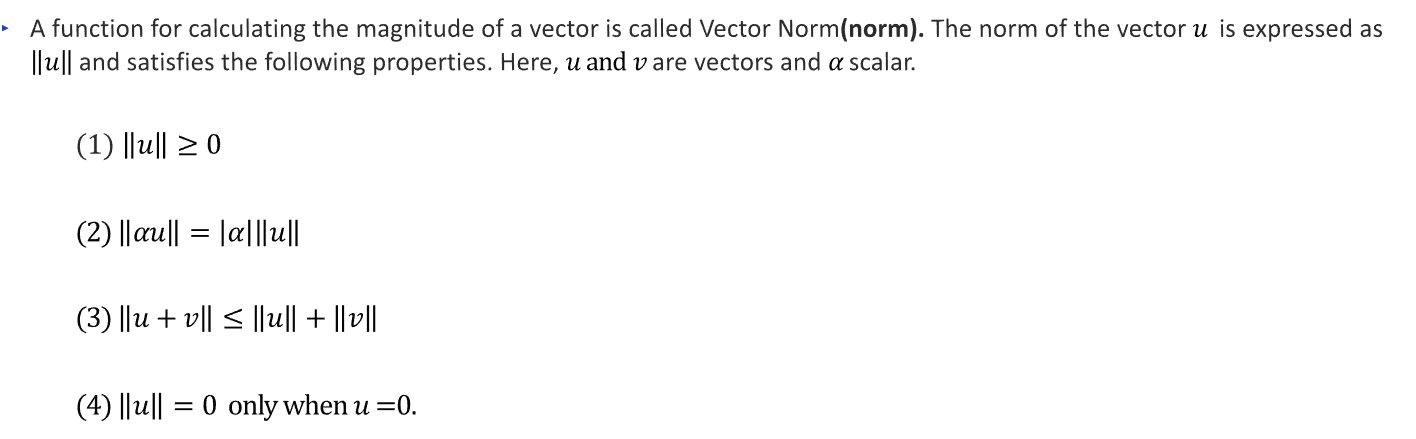 ‣ A function for calculating the magnitude of a vector is called Vector Norm(norm). The norm of the vector u is expressed as
||u|| and satisfies the following properties. Here, u and v are vectors and α scalar.
(1) ||u|| ≥ 0
(2) ||αu|| = |α|||u||
(3) ||u + v|| ≤ ||u|| + ||v||
(4) ||u|| = 0 only when u =0.